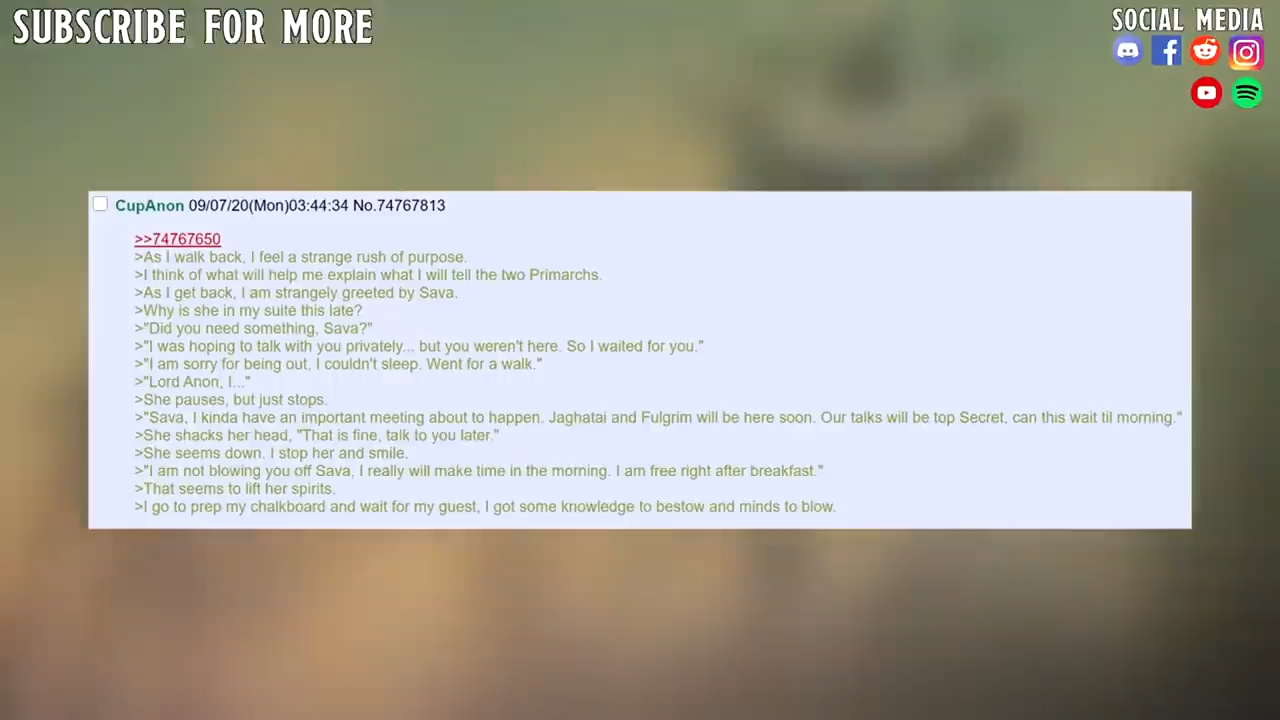 SUBSCRIBE FOR MORE
SOCIAL MEDIA
CupAnon 09/07/20(Mon)03:44:34 No.74767813
>>74767650
>As I walk back, I feel a strange rush of purpose.
>I think of what will help me explain what I will tell the two Primarchs.
>As I get back, I am strangely greeted by Sava.
>Why is she in my suite this late?
>"Did you need something, Sava?"
>"I was hoping to talk with you privately... but you weren't here. So I waited for you."
>"I am sorry for being out, I couldn't sleep. Went for a walk."
>"Lord Anon, I..."
>She pauses, but just stops.
>"Sava, I kinda have an important meeting about to happen. Jaghatai and Fulgrim will be here soon. Our talks will be top Secret, can this wait til morning."
>She shacks her head, "That is fine, talk to you later."
>She seems down. I stop her and smile.
>"I am not blowing you off Sava, I really will make time in the morning. I am free right after breakfast."
>That seems to lift her spirits.
>I go to prep my chalkboard and wait for my guest, I got some knowledge to bestow and minds to blow.